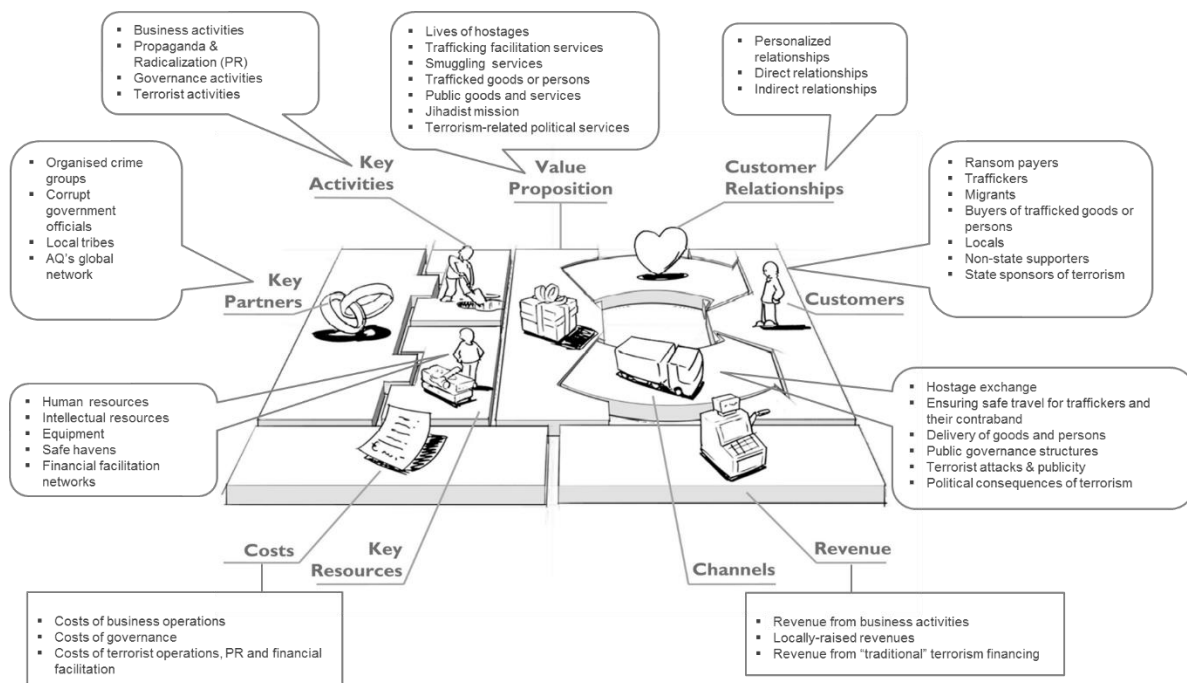 ▪ Business activities
▪ Propaganda &
Radicalization (PR)
▪ Governance activities
▪ Terrorist activities
▪ Lives of hostages
▪ Trafficking facilitation services
▪ Smuggling services
▪ Trafficked goods or persons
▪ Public goods and services
▪ Jihadist mission
▪ Terrorism-related political services
▪ Personalized
relationships
▪ Direct relationships
▪ Indirect relationships
▪ Organised crime
groups
▪ Corrupt
government
officials
▪ Local tribes
▪ AQ's global
network
Key
Activities
Value
Proposition
Customer
Relationships
▪ Ransom payers
▪ Traffickers
▪ Migrants
▪ Buyers of trafficked goods or
persons
▪ Locals
▪ Non-state supporters
▪ State sponsors of terrorism
Key
Partners
Customers
▪ Human resources
▪ Intellectual resources
▪ Equipment
▪ Safe havens
▪ Financial facilitation
networks
▪ Hostage exchange
▪ Ensuring safe travel for traffickers and
their contraband
▪ Delivery of goods and persons
▪ Public governance structures
▪ Terrorist attacks & publicity
▪ Political consequences of terrorism
Costs
Key
Resources
Channels
Revenue
▪ Costs of business operations
▪ Costs of governance
▪ Costs of terrorist operations, PR and financial
facilitation
▪ Revenue from business activities
▪ Locally-raised revenues
▪ Revenue from “traditional” terrorism financing